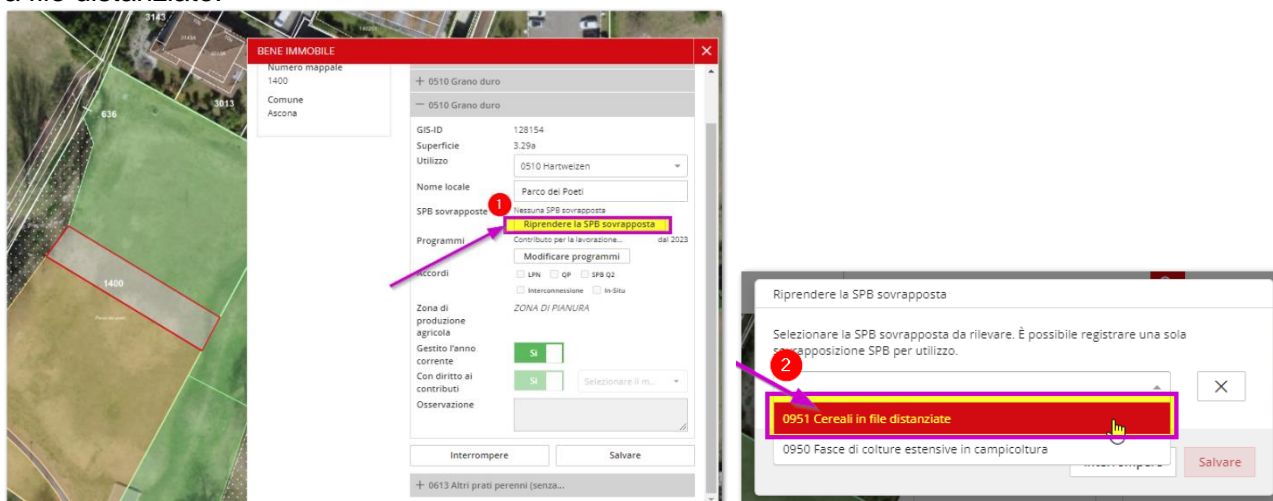 a file distanziate.
3143
3013
636
1400
BENE IMMOBILE
Numero mappale
1400
Comune
Ascona
+ 0510 Grano duro
— 0510 Grano duro
GIS-ID 128154
Superficie 3.29a
Utilizzo 0510 Hartweizen
Nome locale Parco dei Poeti
SPB sovrapposte 1 Nessuna SPB sovrapposta
Riprendere la SPB sovrapposta
Programmi Contributo per la lavorazione... dal 2023
Modificare programmi
Accordi LPN QP SPB Q2
Interconnessione In-Situ
Zona di produzione agricola ZONA DI PIANURA
Gestito l'anno corrente Sì
Con diritto ai contributi Sì Selezionare il m...
Osservazione
Interrompere Salvare
+ 0613 Altri prati perenni (senza...
Riprendere la SPB sovrapposta
Selezionare la SPB sovrapposta da rilevare. È possibile registrare una sola
sovrapposizione SPB per utilizzo.
2
0951 Cereali in file distanziate
0950 Fasce di colture estensive in campicoltura
Interrompere Salvare